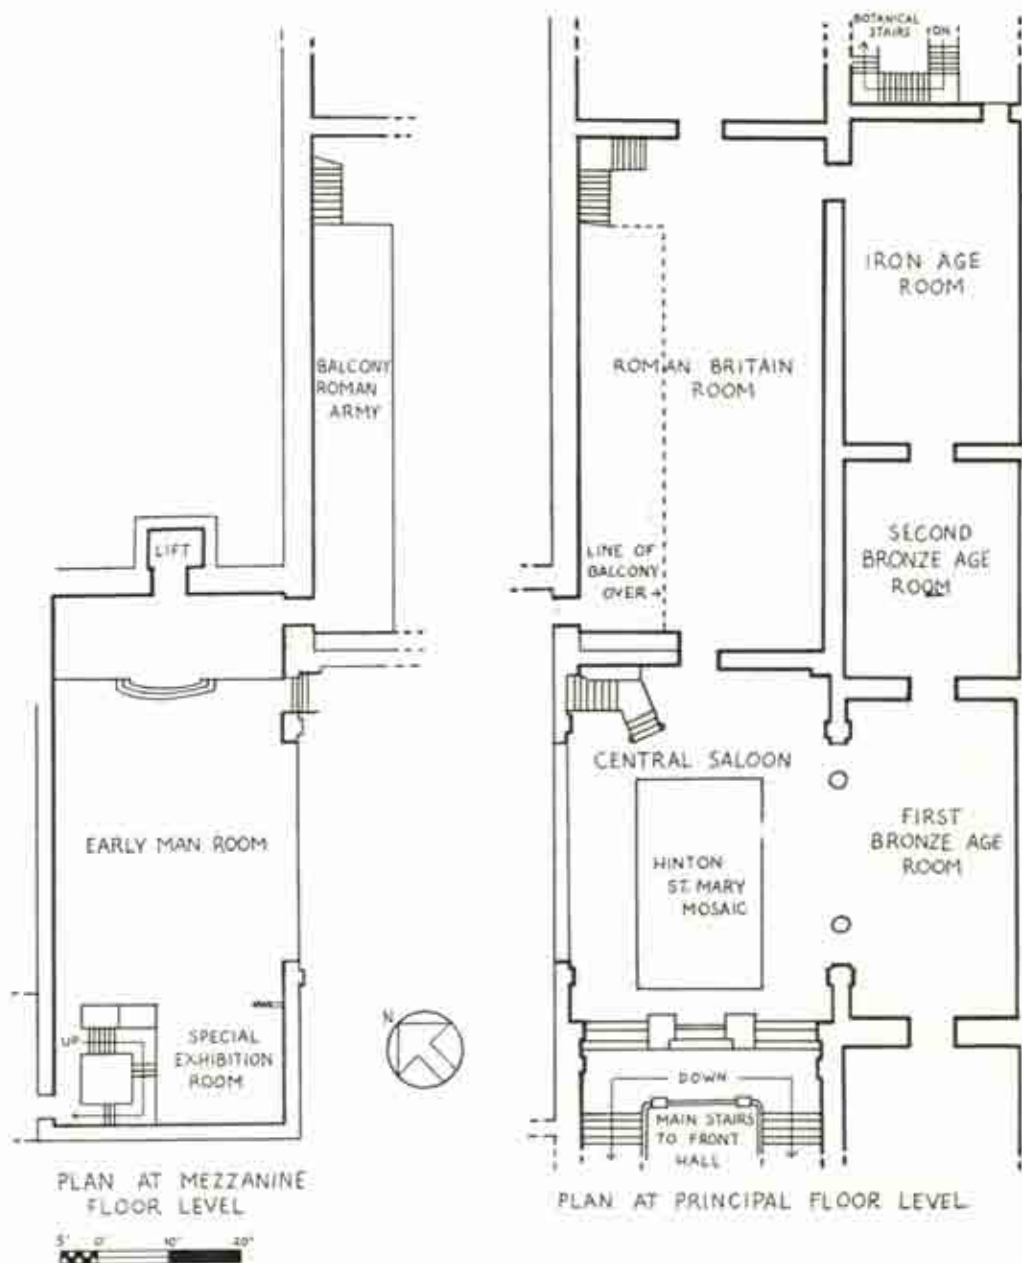 BOTANICAL
STAIRS
DN
IRON AGE
ROOM
BALCONY
ROMAN
ARMY
ROMAN BRITAIN
ROOM
LIFT
LINE OF
BALCONY
OVER→
SECOND
BRONZE AGE
ROOM
CENTRAL SALOON
EARLY MAN ROOM
FIRST
BRONZE AGE
ROOM
HINTON
ST. MARY
MOSAIC
UP
SPECIAL
EXHIBITION
ROOM
N
DOWN
MAIN STAIRS
TO FRONT
HALL
PLAN AT MEZZANINE
FLOOR LEVEL
PLAN AT PRINCIPAL FLOOR LEVEL
5' 0' 10' 20'